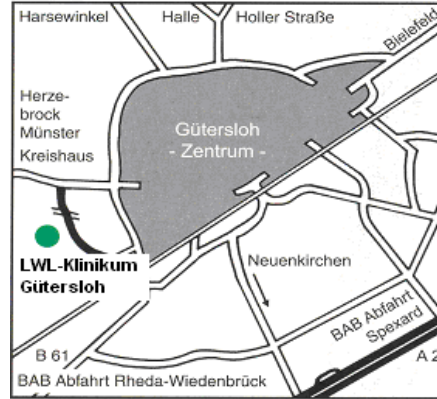 Harsewinkel
Halle
Holler Straße
Bielefeld
Herze-
brock
Münster
Kreishaus
Gütersloh
- Zentrum -
LWL-Klinikum
Gütersloh
Neuenkirchen
BAB Abfahrt
Spexard
B 61
A 2
BAB Abfahrt Rheda-Wiedenbrück